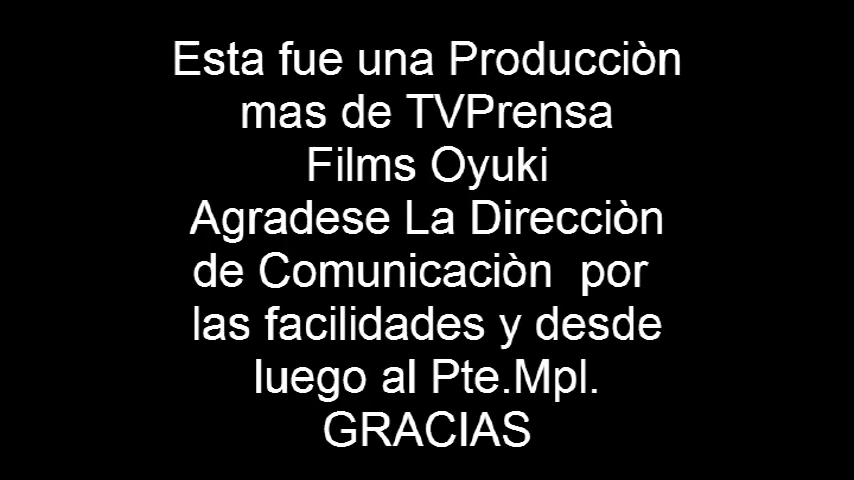 Esta fue una Producciòn
mas de TVPrensa
Films Oyuki
Agradese La Direcciòn
de Comunicaciòn  por
las facilidades y desde
luego al Pte.Mpl.
GRACIAS